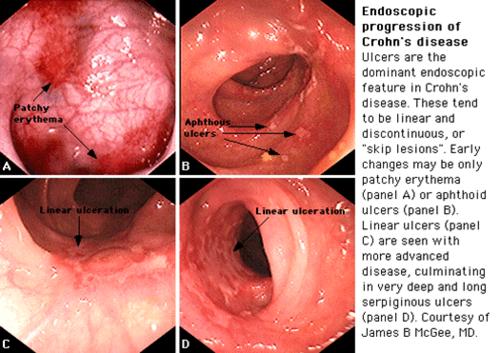 Patchy
erythema
A
Aphthous
ulcers
B
Linear ulceration
C
Linear ulceration
D
Endoscopic
progression of
Crohn's disease
Ulcers are the
dominant endoscopic
feature in Crohn's
disease. These tend
to be linear and
discontinuous, or
"skip lesions". Early
changes may be only
patchy erythema
(panel A) or aphthoid
ulcers (panel B).
Linear ulcers (panel
C) are seen with
more advanced
disease, culminating
in very deep and long
serpiginous ulcers
(panel D). Courtesy of
James B McGee, MD.